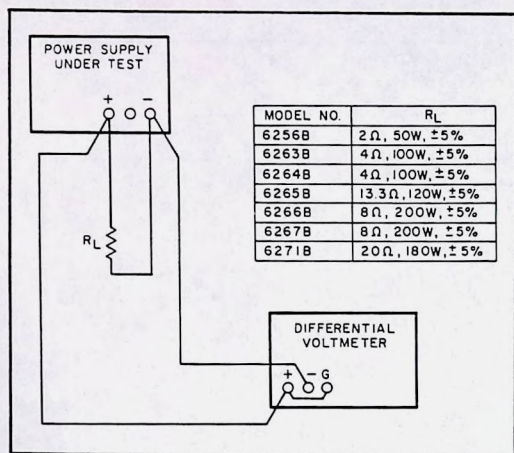 POWER SUPPLY
UNDER TEST
+ -
MODEL NO. RL
6256B 2Ω, 50W, ±5%
6263B 4Ω, 100W, ±5%
6264B 4Ω, 100W, ±5%
6265B 13.3Ω, 120W, ±5%
6266B 8Ω, 200W, ±5%
6267B 8Ω, 200W, ±5%
6271B 20Ω, 180W, ±5%
RL
DIFFERENTIAL
VOLTMETER
+ - G